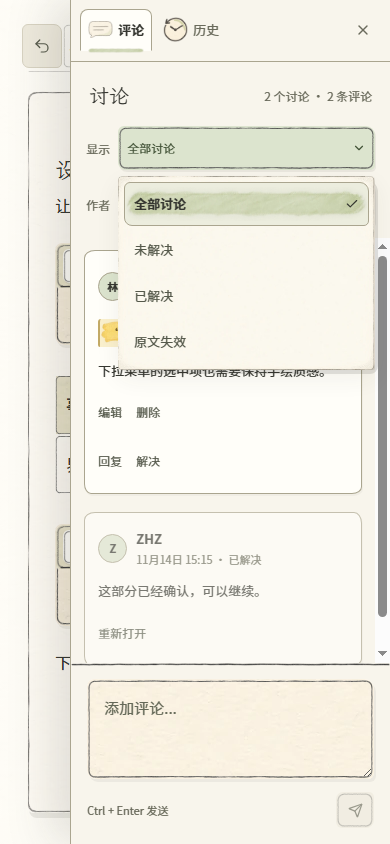 评论 历史
讨论 2 个讨论 · 2 条评论
显示 全部讨论
作者
全部讨论
未解决
已解决
原文失效
林
下拉菜单的选中项也需要保持手绘质感。
编辑 删除
回复 解决
Z ZHZ
11月14日 15:15 · 已解决
这部分已经确认，可以继续。
重新打开
添加评论...
Ctrl + Enter 发送
设
让
下